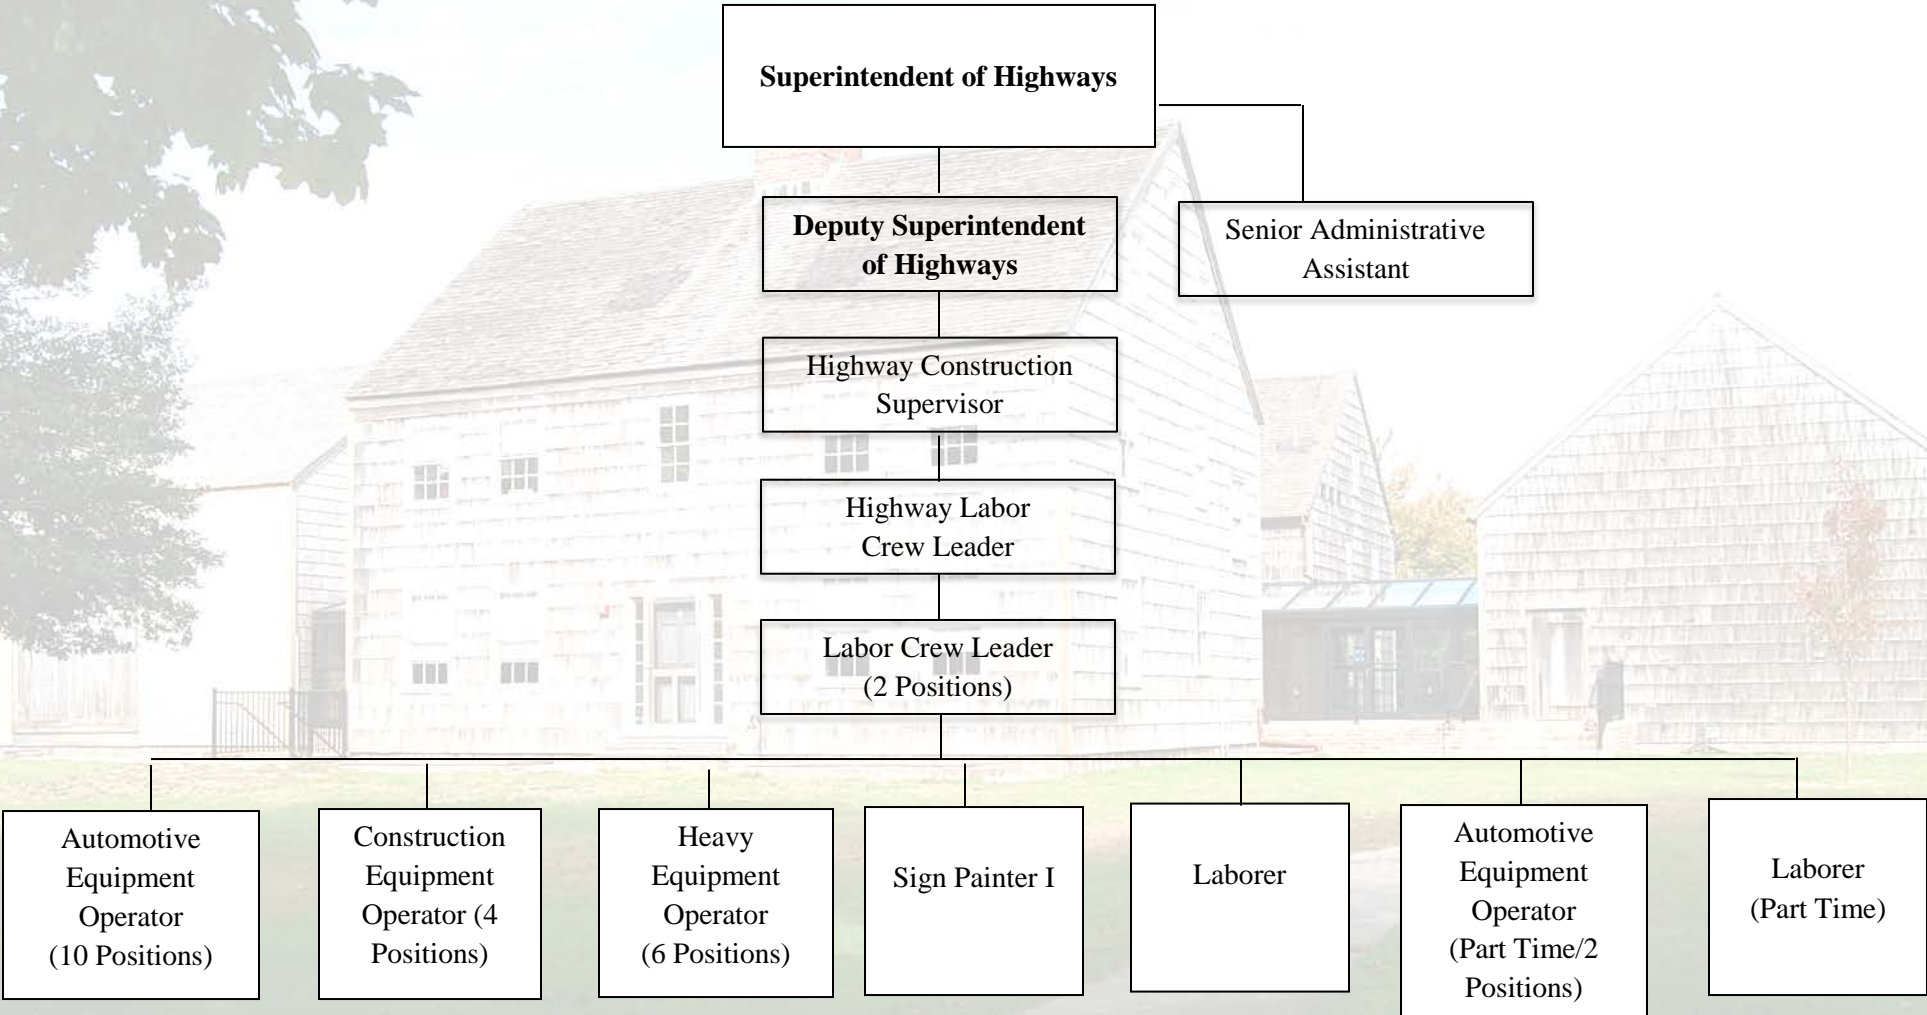 Superintendent of Highways
Deputy Superintendent
of Highways
Senior Administrative
Assistant
Highway Construction
Supervisor
Highway Labor
Crew Leader
Labor Crew Leader
(2 Positions)
Automotive
Equipment
Operator
(10 Positions)
Construction
Equipment
Operator (4
Positions)
Heavy
Equipment
Operator
(6 Positions)
Sign Painter I
Laborer
Automotive
Equipment
Operator
(Part Time/2
Positions)
Laborer
(Part Time)